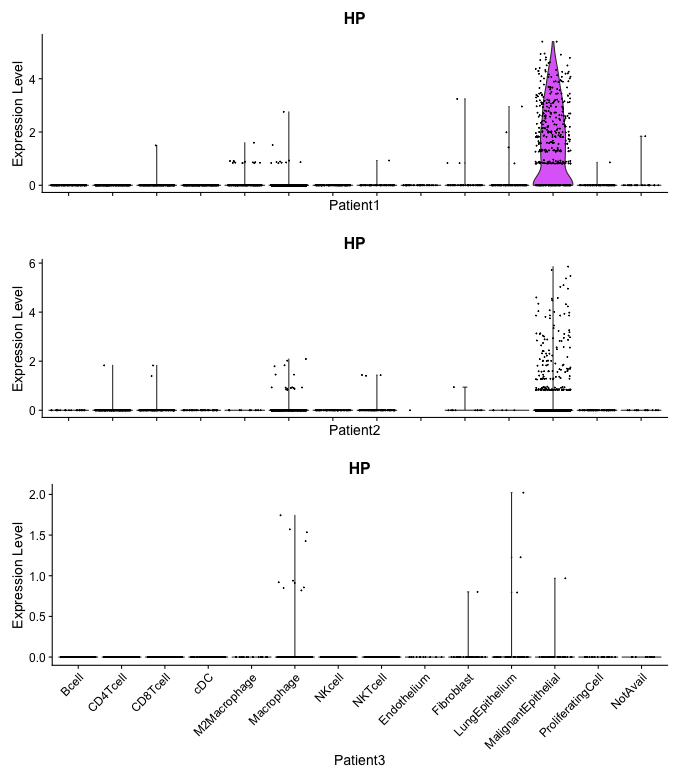 HP
Expression Level
4
2
0
Patient1
HP
Expression Level
6
4
2
0
Patient2
HP
Expression Level
2.0
1.5
1.0
0.5
0.0
Bcell
CD4Tcell
CD8Tcell
cDC
M2Macrophage
Macrophage
NKcell
NKTcell
Endothelium
Fibroblast
LungEpithelium
MalignantEpithelial
ProliferatingCell
NotAvail
Patient3